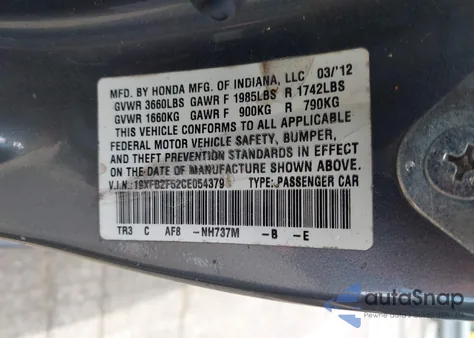 MFD. BY HONDA MFG. OF INDIANA, LLC 03/'12
GVWR 3660LBS GAWR F 1985LBS R 1742LBS
GVWR 1660KG GAWR F 900KG R 790KG
THIS VEHICLE CONFORMS TO ALL APPLICABLE
FEDERAL MOTOR VEHICLE SAFETY, BUMPER,
AND THEFT PREVENTION STANDARDS IN EFFECT
ON THE DATE OF MANUFACTURE SHOWN ABOVE.
V.I.N.: 19XFB2F52CE054379 TYPE: PASSENGER CAR
TR3 C AF8 -NH737M -B -E
autoSnap